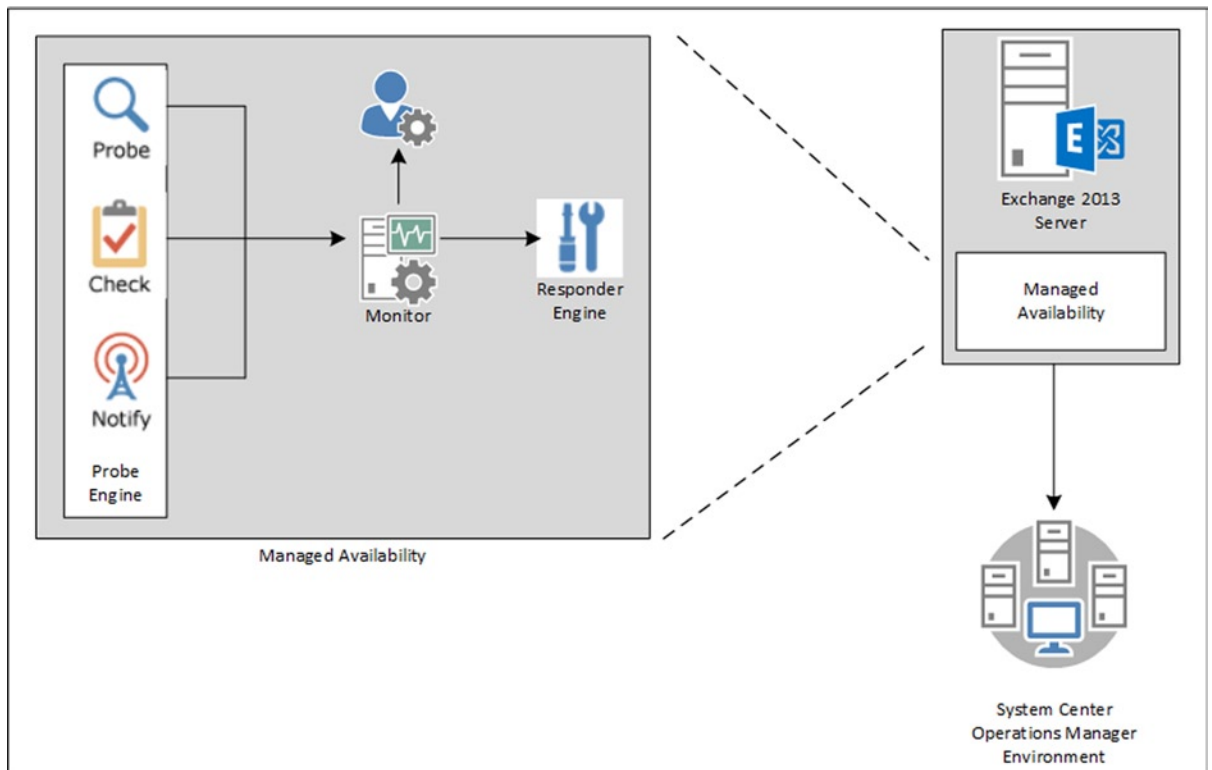 Probe
Check
Notify
Probe
Engine
Monitor
Responder
Engine
Managed Availability
E
Exchange 2013
Server
Managed
Availability
System Center
Operations Manager
Environment